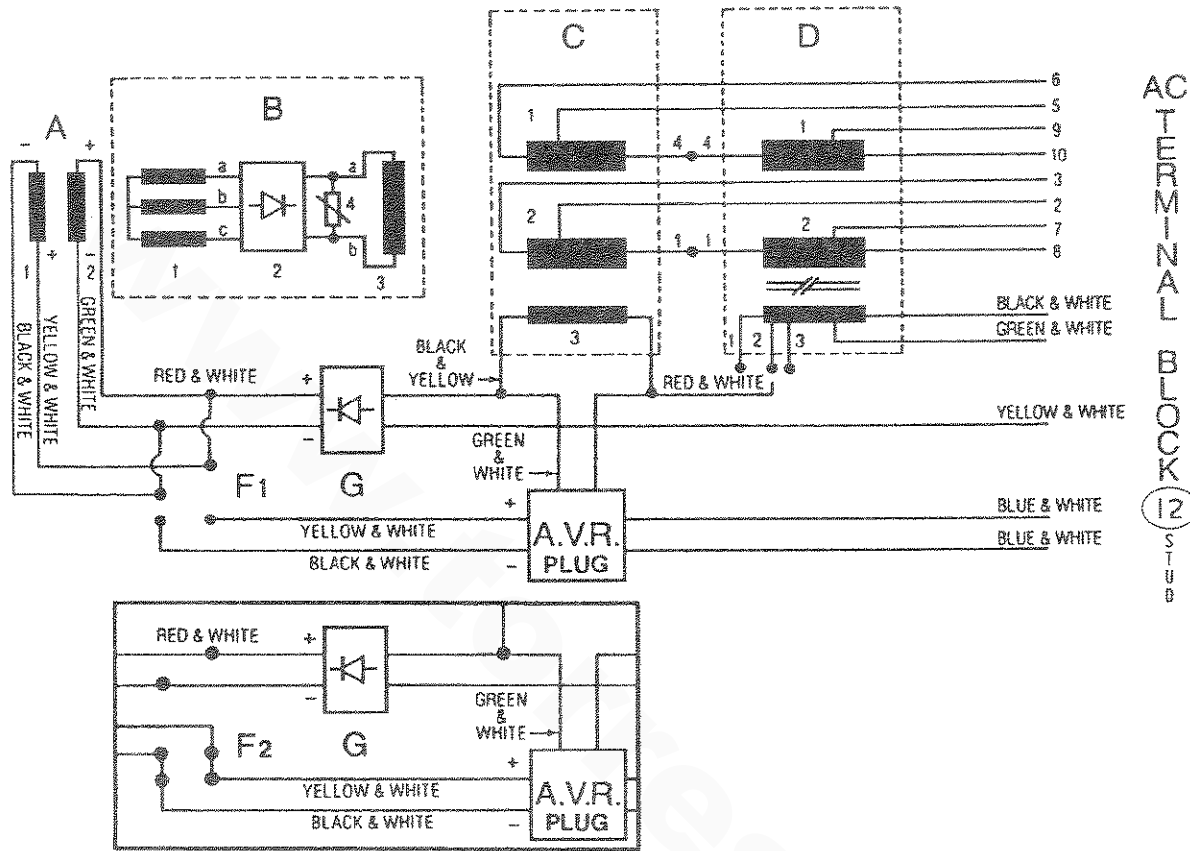 C
D
A
B
- +
1
a
b
c
2
a
b
4
3
+ -
1
2
BLACK & WHITE
YELLOW & WHITE
GREEN & WHITE
1
4 4
1
2
1 1
2
3
1 2 3
6
5
9
10
3
2
7
8
BLACK & WHITE
GREEN & WHITE
YELLOW & WHITE
BLUE & WHITE
BLUE & WHITE
AC TERMINAL BLOCK 12 STUD
BLACK & YELLOW
RED & WHITE
RED & WHITE
+
-
GREEN & WHITE
F1
G
+
YELLOW & WHITE
A.V.R.
BLACK & WHITE
-
PLUG
RED & WHITE
+
-
GREEN & WHITE
F2
G
+
YELLOW & WHITE
A.V.R.
BLACK & WHITE
-
PLUG